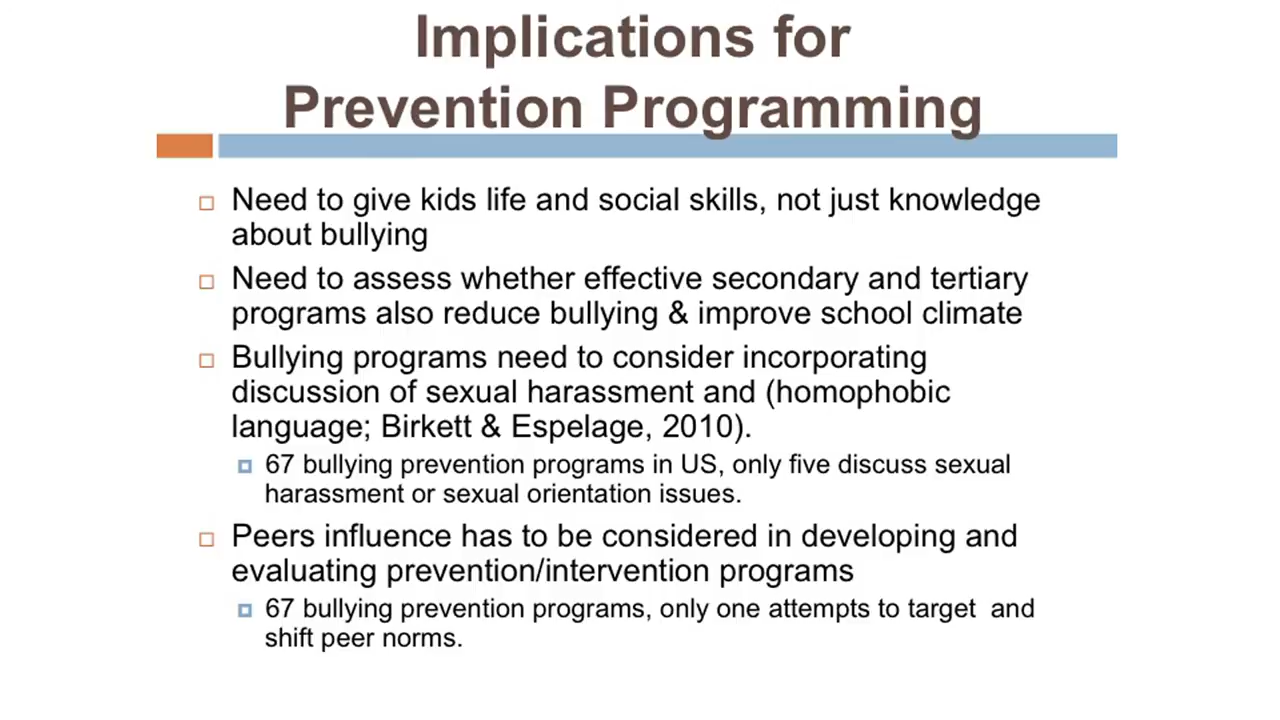 Implications for
Prevention Programming
Need to give kids life and social skills, not just knowledge
about bullying
Need to assess whether effective secondary and tertiary
programs also reduce bullying & improve school climate
Bullying programs need to consider incorporating
discussion of sexual harassment and (homophobic
language; Birkett & Espelage, 2010).
67 bullying prevention programs in US, only five discuss sexual
harassment or sexual orientation issues.
Peers influence has to be considered in developing and
evaluating prevention/intervention programs
67 bullying prevention programs, only one attempts to target  and
shift peer norms.